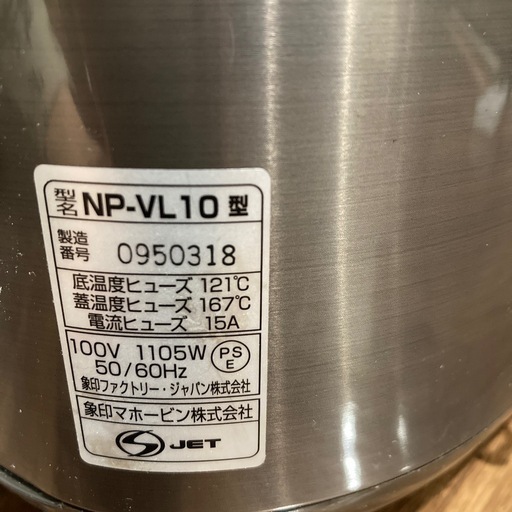 型名 NP-VL10 型
製造番号 0950318
底温度ヒューズ 121℃
蓋温度ヒューズ 167℃
電流ヒューズ 15A
100V 1105W
50/60Hz
PSE
象印ファクトリー・ジャパン株式会社
象印マホービン株式会社
JET